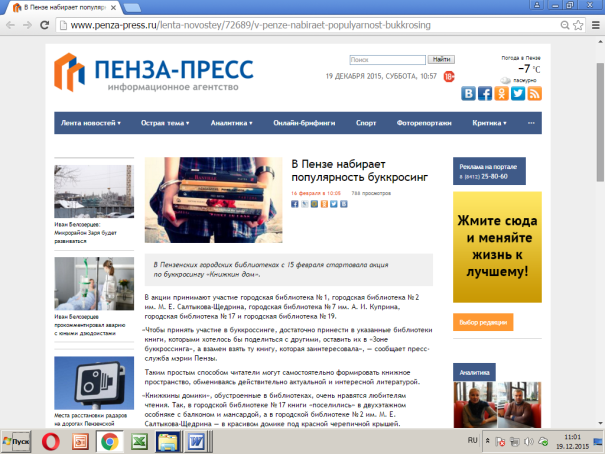 В Пензе набирает популярн
www.penza-press.ru/lenta-novostey/72689/v-penze-nabiraet-populyarnost-bukkrosing
ПЕНЗА-ПРЕСС
информационное агентство
Поиск
Найти
19 ДЕКАБРЯ 2015, СУББОТА, 10:57
18+
Погода в Пензе
-7 °C
пасмурно
Лента новостей
Острая тема
Аналитика
Онлайн-брифинги
Спорт
Фоторепортажи
Критика
...
Иван Белозерцев:
Микрорайон Заря будет
развиваться
Иван Белозерцев
прокомментировал аварию
с юными дзюдоистами
Места расстановки радаров
на дорогах Пензенской
В Пензе набирает
популярность буккросинг
16 февраля в 10:05
766 просмотров
В Пензенских городских библиотеках с 15 февраля стартовала акция
по буккросингу «Книжкин дом».
В акции принимают участие городская библиотека № 1, городская библиотека № 2
им. М. Е. Салтыкова-Щедрина, городская библиотека № 7 им. А. И. Куприна,
городская библиотека № 17 и городская библиотека № 19.
«Чтобы принять участие в буккроссинге, достаточно принести в указанные библиотеки
книги, которыми хотелось бы поделиться с другими, оставить их в «Зоне
буккроссинга», а взамен взять ту книгу, которая заинтересовала», — сообщает пресс-
служба мэрии Пензы.
Таким простым способом читатели могут самостоятельно формировать книжное
пространство, обмениваясь действительно актуальной и интересной литературой.
«Книжкины домики», обустроенные в библиотеках, очень нравятся любителям
чтения. Так, в городской библиотеке № 17 книги «поселились» в двухэтажном
особняке с балконом и мансардой, а в городской библиотеке № 2 им. М. Е.
Салтыкова-Щедрина — в красивом домике под красной черепичной крышей.
Реклама на портале
8 (8412) 25-80-60
Жмите сюда
и меняйте
жизнь к
лучшему!
Выбор редакции
Аналитика
Пуск
RU
11:01
19.12.2015